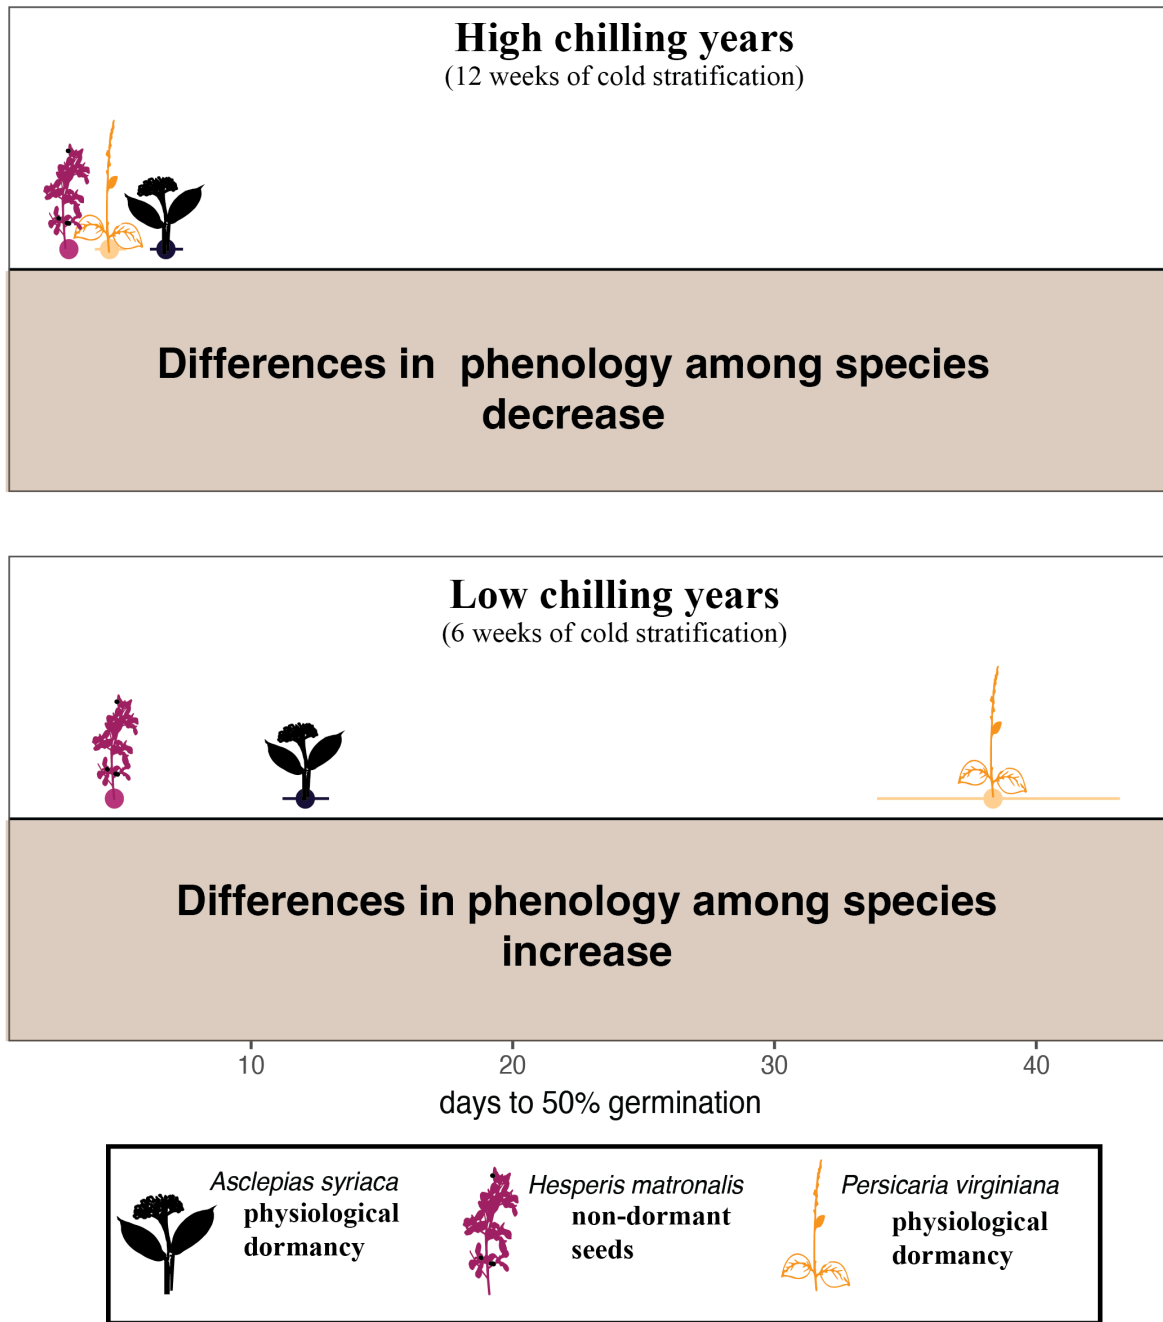 High chilling years
(12 weeks of cold stratification)
Differences in  phenology among species
decrease
Low chilling years
(6 weeks of cold stratification)
Differences in phenology among species
increase
10 20 30 40
days to 50% germination
Asclepias syriaca
physiological
dormancy
Hesperis matronalis
non-dormant
seeds
Persicaria virginiana
physiological
dormancy